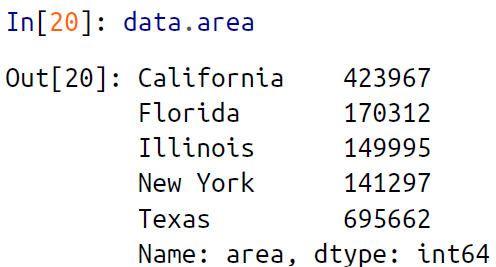 In[20]: data.area
Out[20]: California    423967
Florida       170312
Illinois      149995
New York      141297
Texas         695662
Name: area, dtype: int64